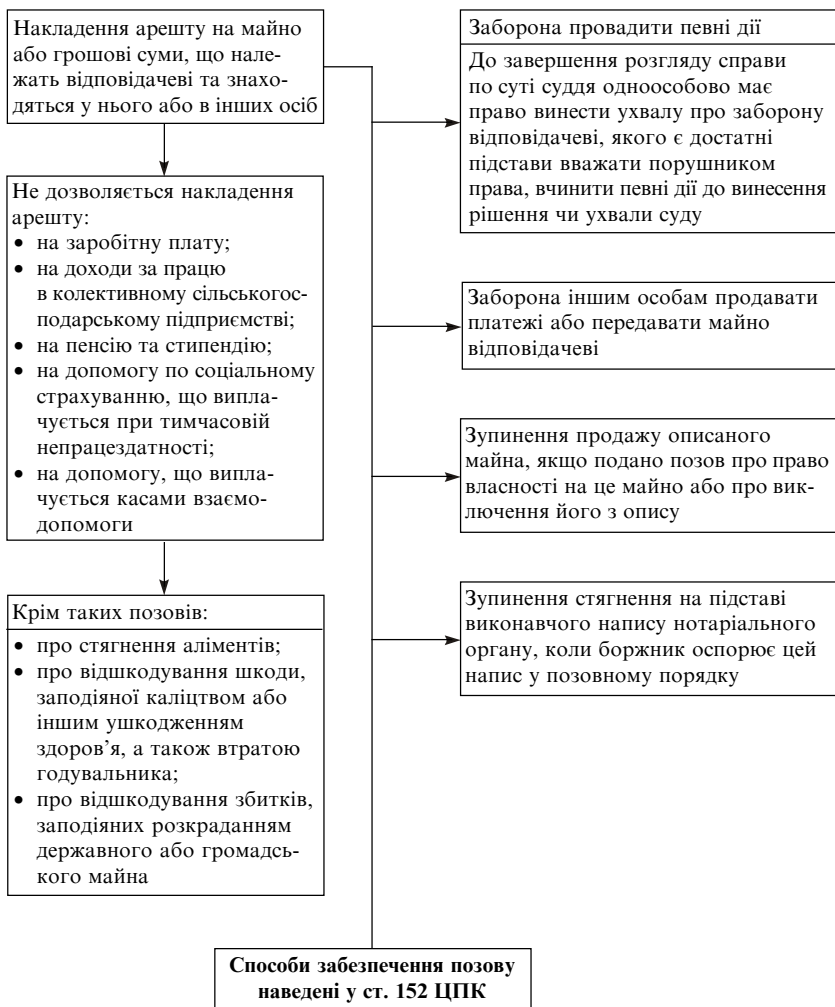 Накладення арешту на майно
або грошові суми, що нале-
жать відповідачеві та знахо-
дяться у нього або в інших осіб
Не дозволяється накладення
арешту:
• на заробітну плату;
• на доходи за працю
в колективному сільськогос-
подарському підприємстві;
• на пенсію та стипендію;
• на допомогу по соціальному
страхуванню, що випла-
чується при тимчасовій
непрацездатності;
• на допомогу, що випла-
чується касами взаємо-
допомоги
Крім таких позовів:
• про стягнення аліментів;
• про відшкодування шкоди,
заподіяної каліцтвом або
іншим ушкодженням
здоров’я, а також втратою
годувальника;
• про відшкодування збитків,
заподіяних розкраданням
державного або громадсь-
кого майна
Заборона провадити певні дії
До завершення розгляду справи
по суті суддя одноособово має
право винести ухвалу про заборону
відповідачеві, якого є достатні
підстави вважати порушником
права, вчинити певні дії до винесення
рішення чи ухвали суду
Заборона іншим особам продавати
платежі або передавати майно
відповідачеві
Зупинення продажу описаного
майна, якщо подано позов про право
власності на це майно або про вик-
лючення його з опису
Зупинення стягнення на підставі
виконавчого напису нотаріального
органу, коли боржник оспорює цей
напис у позовному порядку
Способи забезпечення позову
наведені у ст. 152 ЦПК